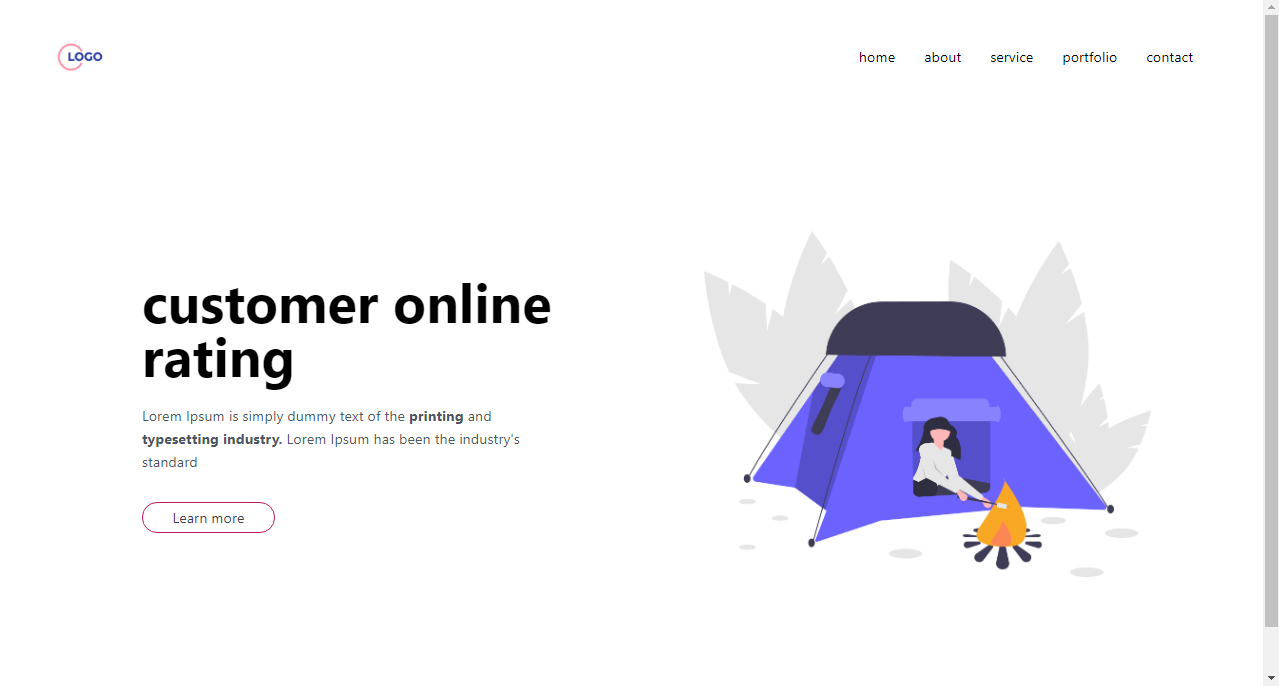 LOGO
home about service portfolio contact
customer online
rating
Lorem Ipsum is simply dummy text of the printing and
typesetting industry. Lorem Ipsum has been the industry's
standard
Learn more